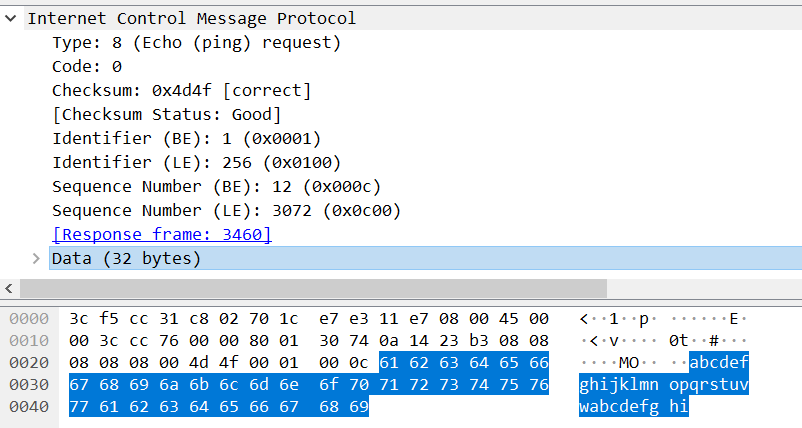 Internet Control Message Protocol
Type: 8 (Echo (ping) request)
Code: 0
Checksum: 0x4d4f [correct]
[Checksum Status: Good]
Identifier (BE): 1 (0x0001)
Identifier (LE): 256 (0x0100)
Sequence Number (BE): 12 (0x000c)
Sequence Number (LE): 3072 (0x0c00)
[Response frame: 3460]
Data (32 bytes)
0000 3c f5 cc 31 c8 02 70 1c e7 e3 11 e7 08 00 45 00 <··1··p· ······E·
0010 00 3c cc 76 00 00 80 01 30 74 0a 14 23 b3 08 08 ·<·v···· 0t··#···
0020 08 08 08 00 4d 4f 00 01 00 0c 61 62 63 64 65 66 ····MO·· ··abcdef
0030 67 68 69 6a 6b 6c 6d 6e 6f 70 71 72 73 74 75 76 ghijklmn opqrstuv
0040 77 61 62 63 64 65 66 67 68 69 wabcdefg hi